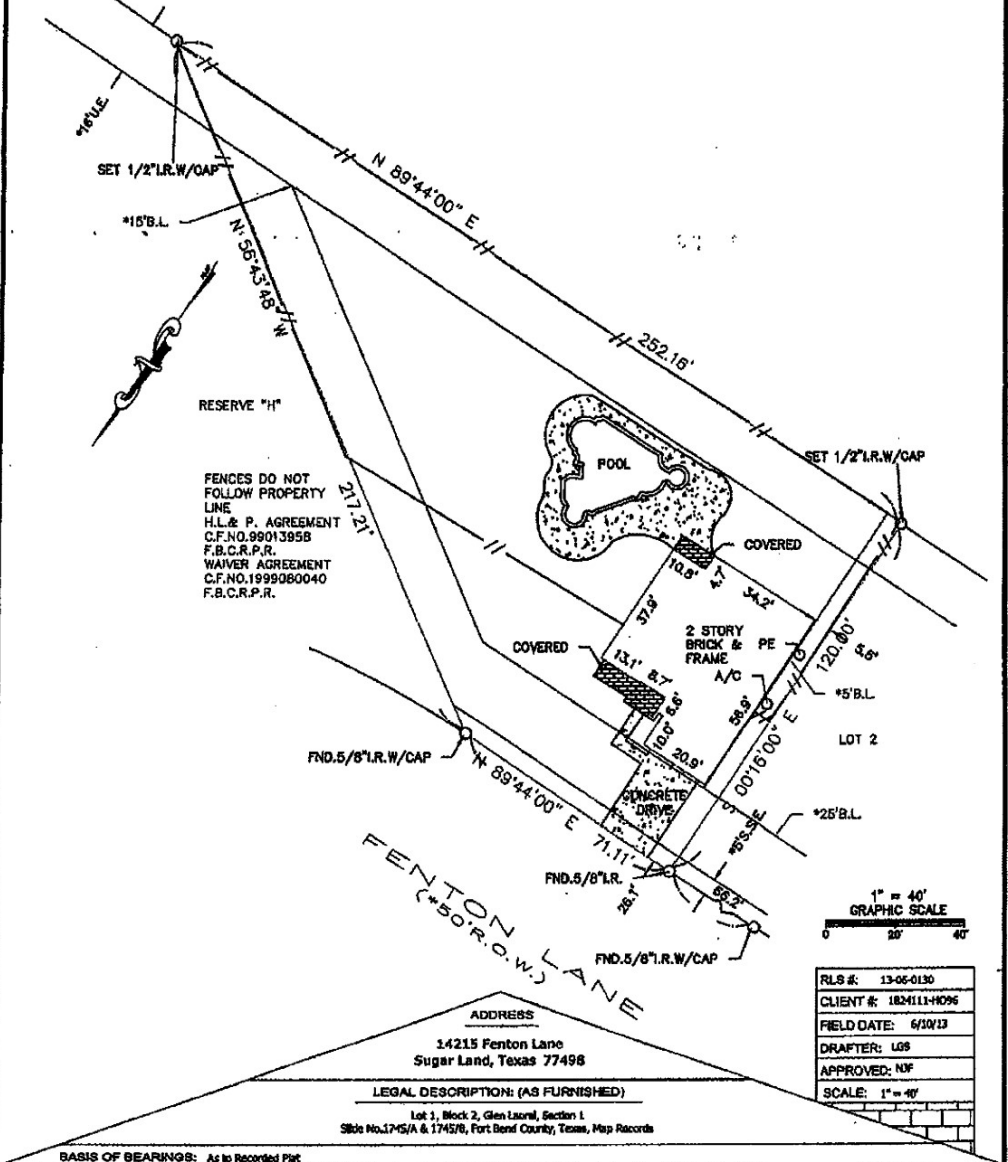 *16'U.E.
SET 1/2"I.R.W/CAP
*15'B.L.
N 89°44'00" E
N 56°43'48" W
252.16'
RESERVE "H"
POOL
SET 1/2"I.R.W/CAP
FENCES DO NOT
FOLLOW PROPERTY
LINE
H.L.& P. AGREEMENT
C.F.NO.99013958
F.B.C.R.P.R.
WAIVER AGREEMENT
C.F.NO.1999080040
F.B.C.R.P.R.
217.21'
COVERED
10.8'
4.7'
34.2'
37.9'
2 STORY
BRICK &
FRAME
PE
A/C
120.00'
5.6'
COVERED
13.1'
8.7'
6.6'
*5'B.L.
56.9'
LOT 2
10.0'
20.9'
S 00°16'00" E
FND.5/8"I.R.W/CAP
N 89°44'00" E
CONCRETE
DRIVE
*25'B.L.
71.11'
FND.5/8"I.R.
26.1'
66.2'
FENTON LANE
(*50'R.O.W.)
FND.5/8"I.R.W/CAP
1" = 40'
GRAPHIC SCALE
0 20' 40'
RLS #: 13-06-0130
CLIENT #: 1824111-HO96
FIELD DATE: 6/10/13
DRAFTER: LGS
APPROVED: NJF
SCALE: 1" = 40'
ADDRESS
14215 Fenton Lane
Sugar Land, Texas 77498
LEGAL DESCRIPTION: (AS FURNISHED)
Lot 1, Block 2, Glen Laurel, Section 1
Slide No.1745/A & 1745/B, Fort Bend County, Texas, Map Records
BASIS OF BEARINGS: As in Recorded Plat